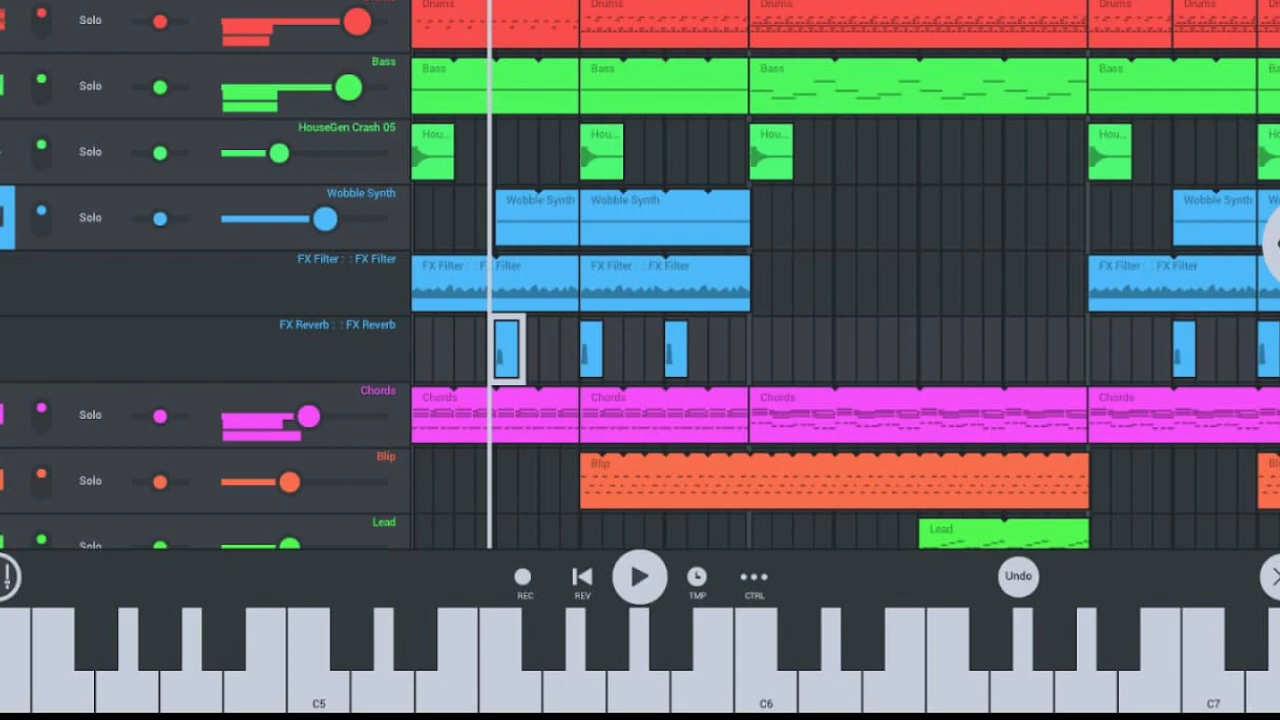 Solo Drums Drums Drums Drums Drums
Bass
Solo Bass Bass Bass Bass
HouseGen Crash 05
Solo Hou... Hou... Hou... Hou...
Wobble Synth
Solo Wobble Synth Wobble Synth Wobble Synth
FX Filter : : FX Filter FX Filter : : FX Filter FX Filter : : FX Filter FX Filter : : FX Filter
FX Reverb : : FX Reverb
Chords
Solo Chords Chords Chords Chords
Blip
Solo Blip
Lead
Solo Lead
Undo
REC REV TMP CTRL
C5 C6 C7